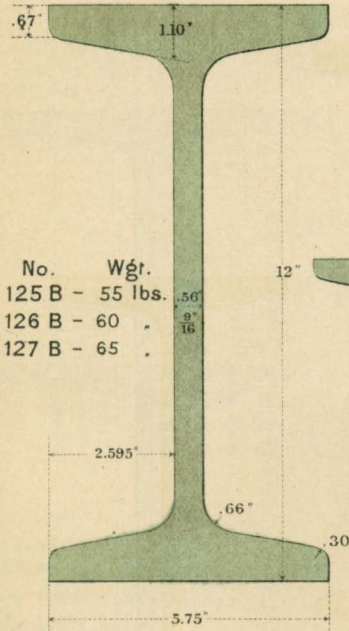 .67"
1.10"
No. Wgt.
125 B - 55 lbs.
126 B - 60 „
127 B - 65 „
.56"
9"
16
12"
2.595"
.66"
.30
5.75"